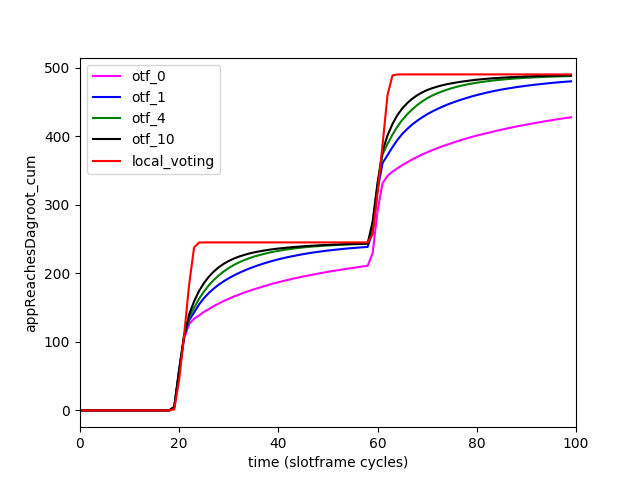 500
400
300
200
100
0
appReachesDagroot_cum
otf_0
otf_1
otf_4
otf_10
local_voting
0 20 40 60 80 100
time (slotframe cycles)